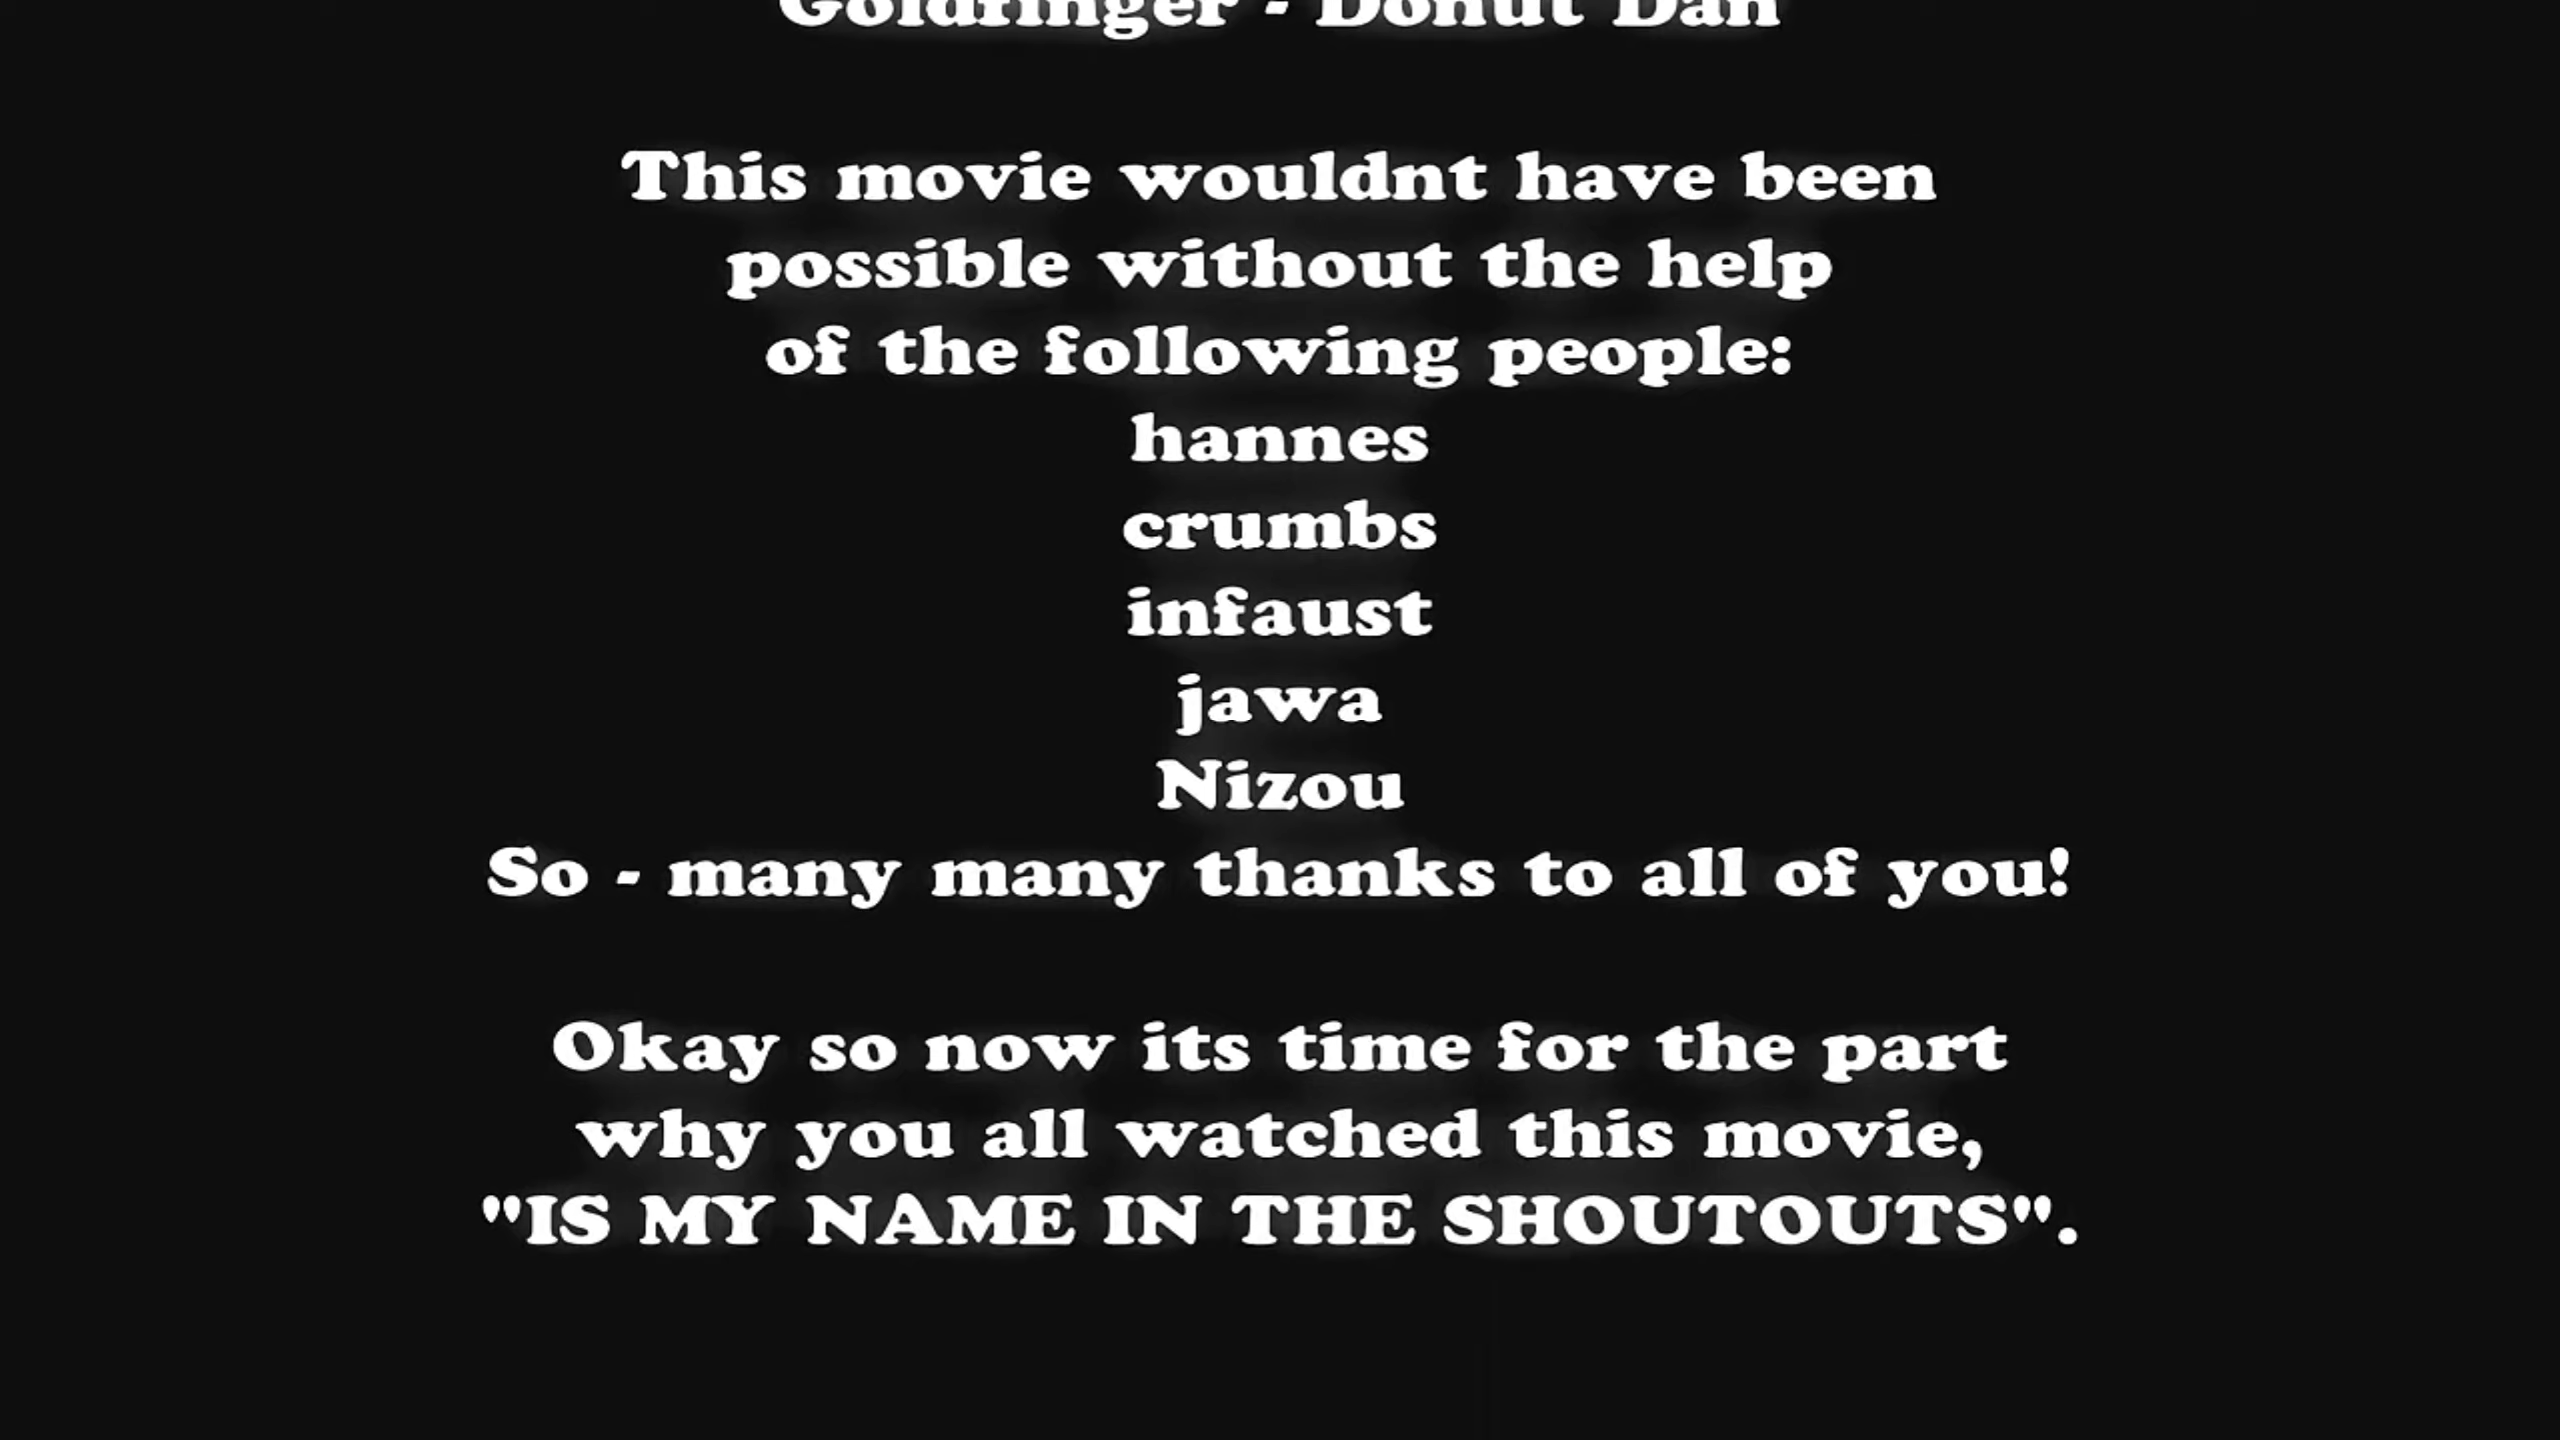 Goldfinger - Donut Dan
This movie wouldnt have been
possible without the help
of the following people:
hannes
crumbs
infaust
jawa
Nizou
So - many many thanks to all of you!
Okay so now its time for the part
why you all watched this movie,
"IS MY NAME IN THE SHOUTOUTS".